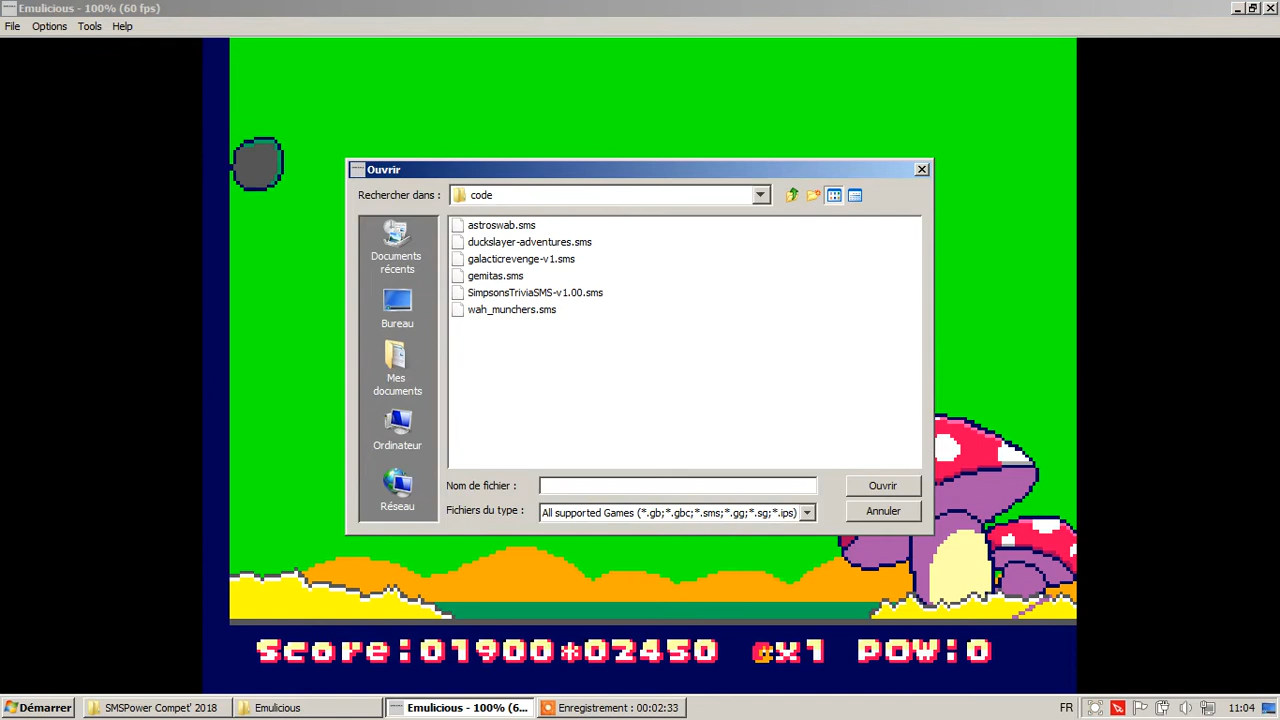 Emulicious - 100% (60 fps)
File Options Tools Help
Ouvrir
Rechercher dans : code
Documents récents
Bureau
Mes documents
Ordinateur
Réseau
astroswab.sms
duckslayer-adventures.sms
galacticrevenge-v1.sms
gemitas.sms
SimpsonsTriviaSMS-v1.00.sms
wah_munchers.sms
Nom de fichier : Ouvrir
Fichiers du type : All supported Games (*.gb;*.gbc;*.sms;*.gg;*.sg;*.ips) Annuler
Score:01900*02450 x1 POW:0
Démarrer SMSPower Compet' 2018 Emulicious Emulicious - 100% (6... Enregistrement : 00:02:33 FR 11:04